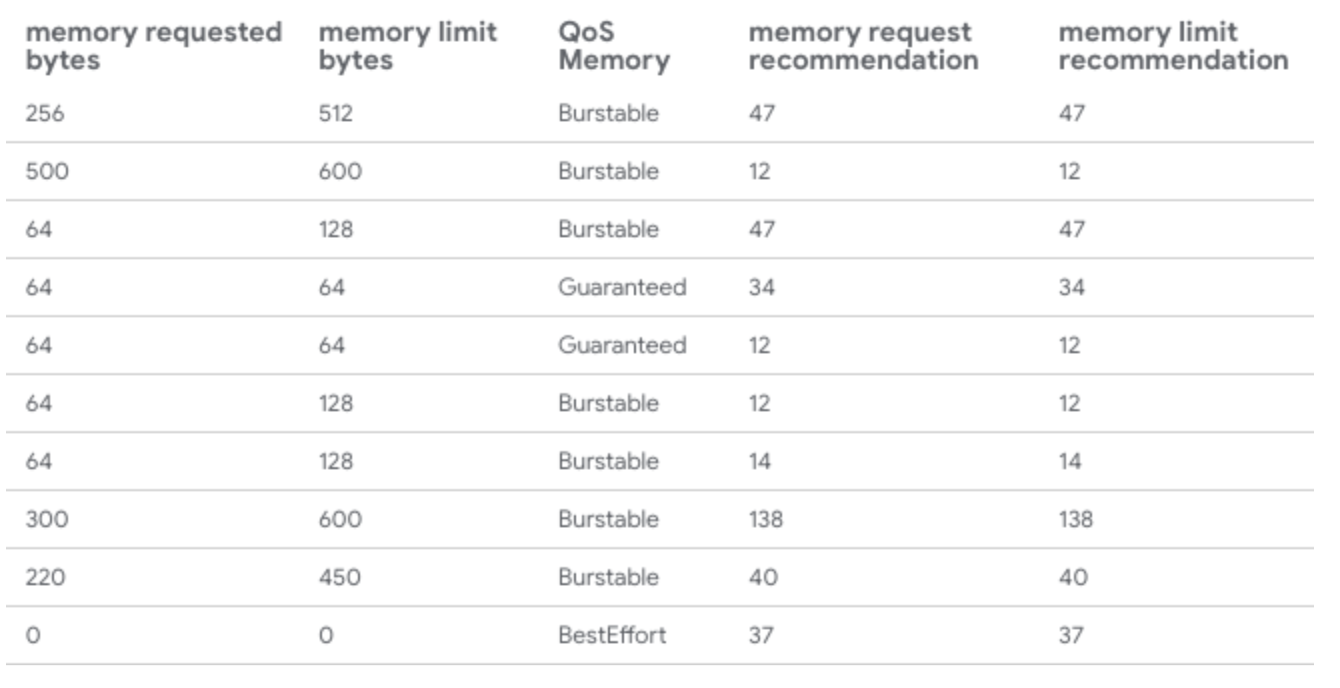 memory requested bytes memory limit bytes QoS Memory memory request recommendation memory limit recommendation
256 512 Burstable 47 47
500 600 Burstable 12 12
64 128 Burstable 47 47
64 64 Guaranteed 34 34
64 64 Guaranteed 12 12
64 128 Burstable 12 12
64 128 Burstable 14 14
300 600 Burstable 138 138
220 450 Burstable 40 40
0 0 BestEffort 37 37